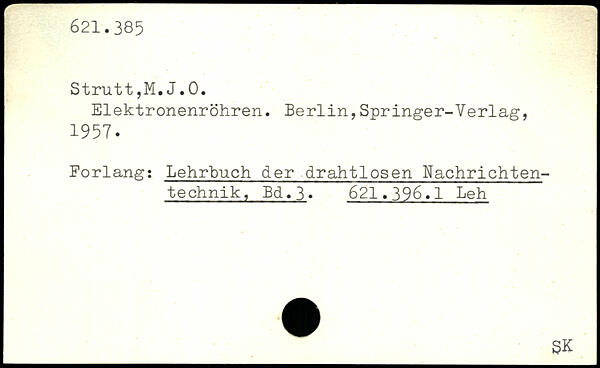 621.385
Strutt,M.J.O.
Elektronenröhren. Berlin,Springer-Verlag,
1957.
Forlang: Lehrbuch der drahtlosen Nachrichten-
technik, Bd.3. 621.396.1 Leh
SK